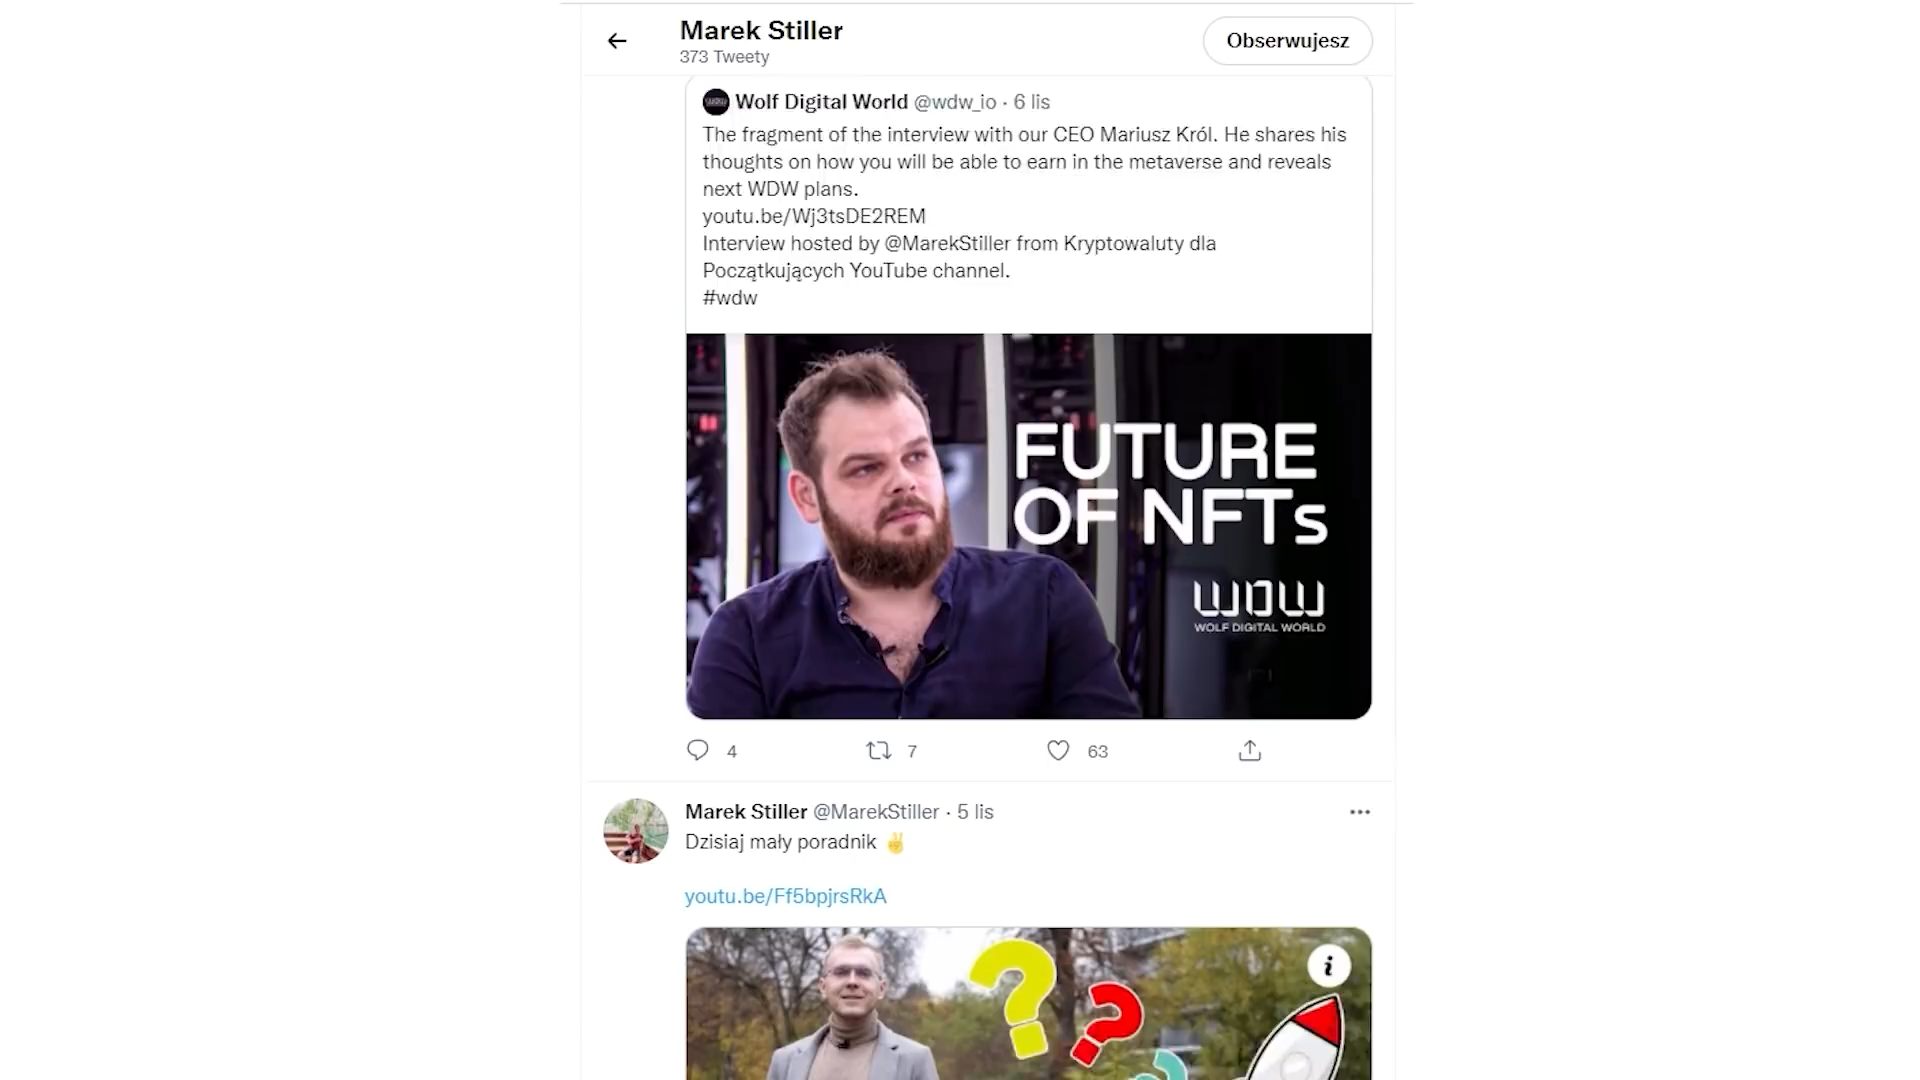 Marek Stiller
373 Tweety
Obserwujesz
Wolf Digital World @wdw_io · 6 lis
The fragment of the interview with our CEO Mariusz Król. He shares his
thoughts on how you will be able to earn in the metaverse and reveals
next WDW plans.
youtu.be/Wj3tsDE2REM
Interview hosted by @MarekStiller from Kryptowaluty dla
Początkujących YouTube channel.
#wdw
FUTURE
OF NFTs
WDW
WOLF DIGITAL WORLD
4 7 63
Marek Stiller @MarekStiller · 5 lis
Dzisiaj mały poradnik ✌
youtu.be/Ff5bpjrsRkA
? ? ?
i